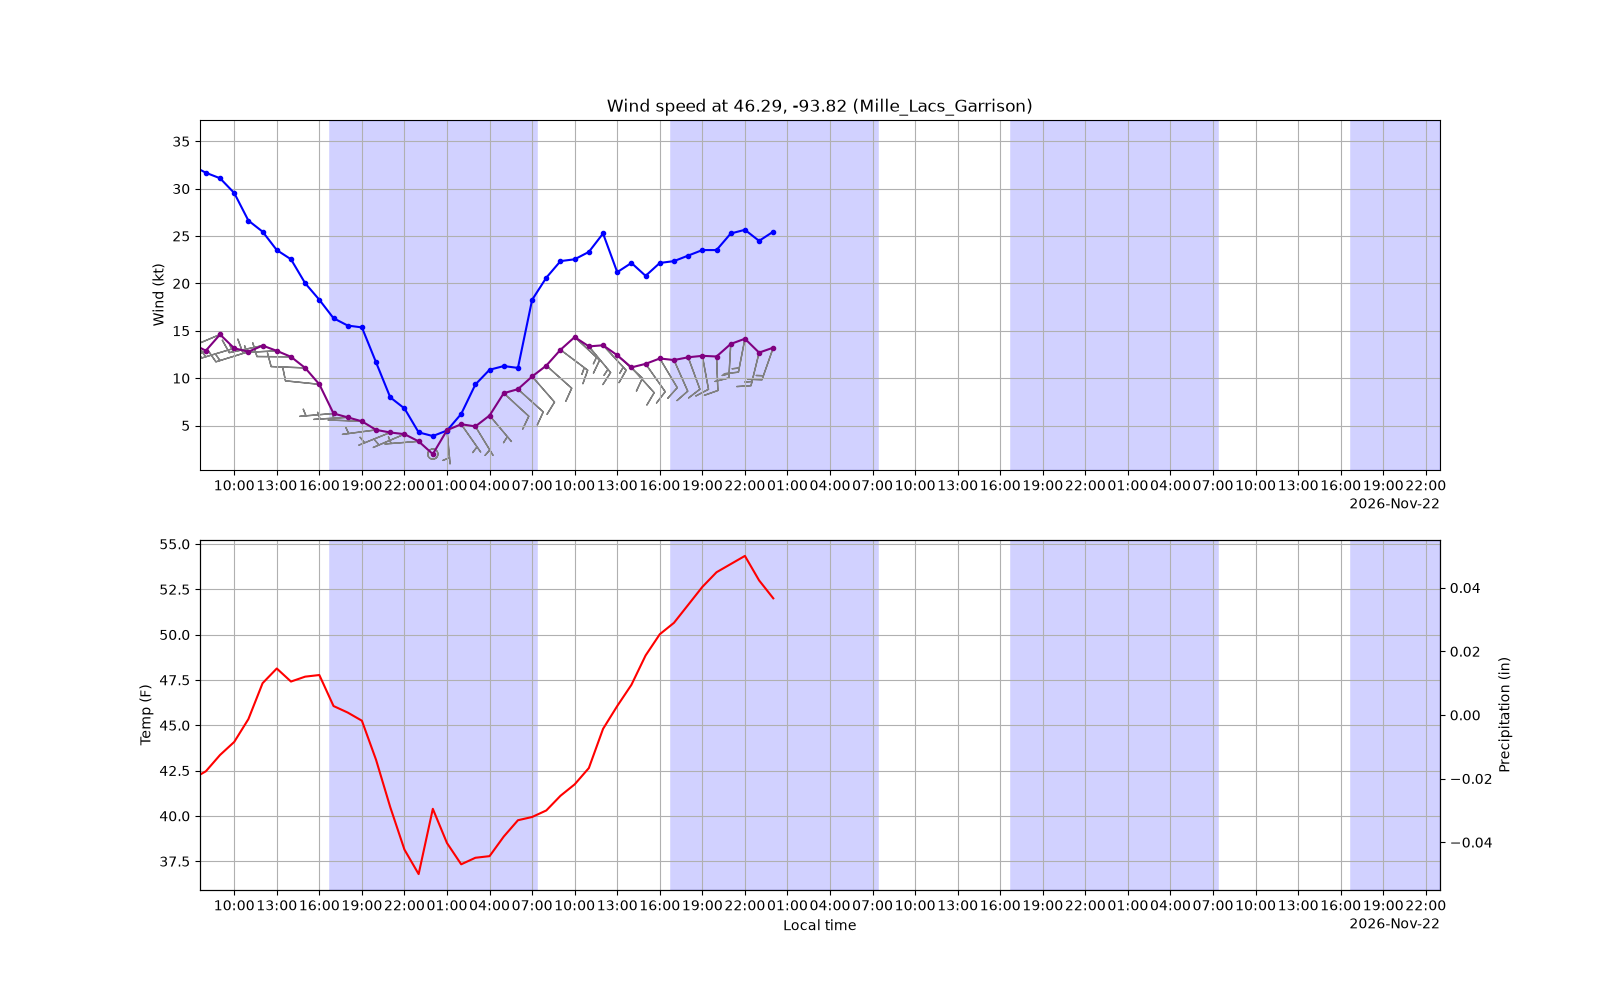 Wind speed at 46.29, -93.82 (Mille_Lacs_Garrison)
35
30
25
20
15
10
5
Wind (kt)
10:00 13:00 16:00 19:00 22:00 01:00 04:00 07:00 10:00 13:00 16:00 19:00 22:00 01:00 04:00 07:00 10:00 13:00 16:00 19:00 22:00 01:00 04:00 07:00 10:00 13:00 16:00 19:00 22:00
2026-Nov-22
55.0
52.5
50.0
47.5
45.0
42.5
40.0
37.5
Temp (F)
0.04
0.02
0.00
−0.02
−0.04
Precipitation (in)
10:00 13:00 16:00 19:00 22:00 01:00 04:00 07:00 10:00 13:00 16:00 19:00 22:00 01:00 04:00 07:00 10:00 13:00 16:00 19:00 22:00 01:00 04:00 07:00 10:00 13:00 16:00 19:00 22:00
Local time
2026-Nov-22